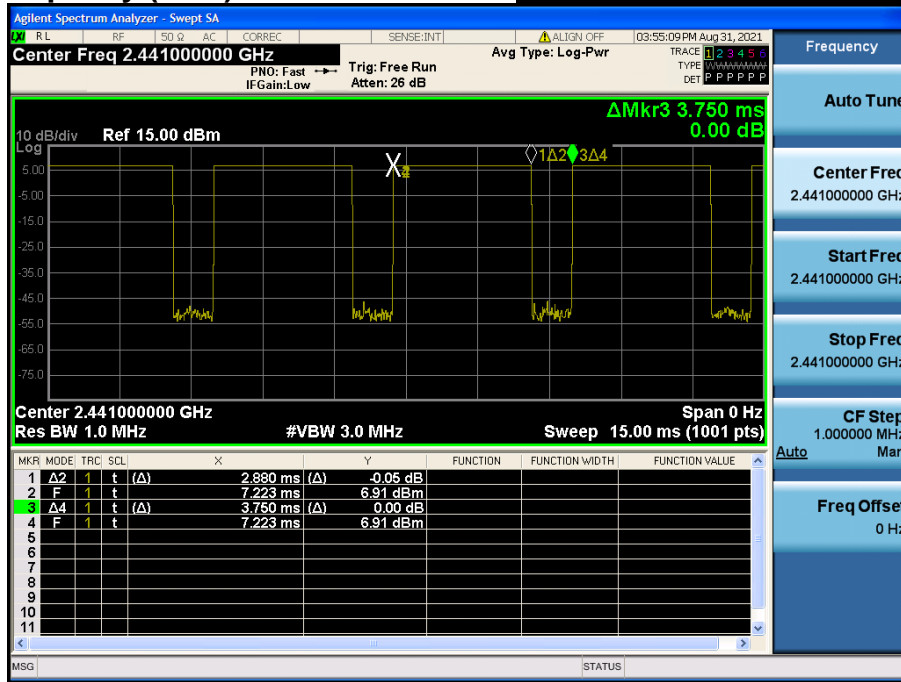 Agilent Spectrum Analyzer - Swept SA
LXI RL RF 50 Ω AC CORREC SENSE:INT ALIGN OFF 03:55:09 PM Aug 31, 2021
Center Freq 2.441000000 GHz
PNO: Fast
IFGain:Low
Trig: Free Run
Atten: 26 dB
Avg Type: Log-Pwr
TRACE 1 2 3 4 5 6
TYPE
DET P P P P P P
ΔMkr3 3.750 ms
0.00 dB
10 dB/div Ref 15.00 dBm
Log
5.00
-5.00
-15.0
-25.0
-35.0
-45.0
-55.0
-65.0
-75.0
1Δ2 3Δ4
Center 2.441000000 GHz Span 0 Hz
Res BW 1.0 MHz #VBW 3.0 MHz Sweep 15.00 ms (1001 pts)
MKR MODE TRC SCL X Y FUNCTION FUNCTION WIDTH FUNCTION VALUE
1 Δ2 1 t (Δ) 2.880 ms (Δ) -0.05 dB
2 F 1 t 7.223 ms 6.91 dBm
3 Δ4 1 t (Δ) 3.750 ms (Δ) 0.00 dB
4 F 1 t 7.223 ms 6.91 dBm
5
6
7
8
9
10
11
MSG STATUS
Frequency
Auto Tune
Center Freq
2.441000000 GHz
Start Freq
2.441000000 GHz
Stop Freq
2.441000000 GHz
CF Step
1.000000 MHz
Auto Man
Freq Offset
0 Hz